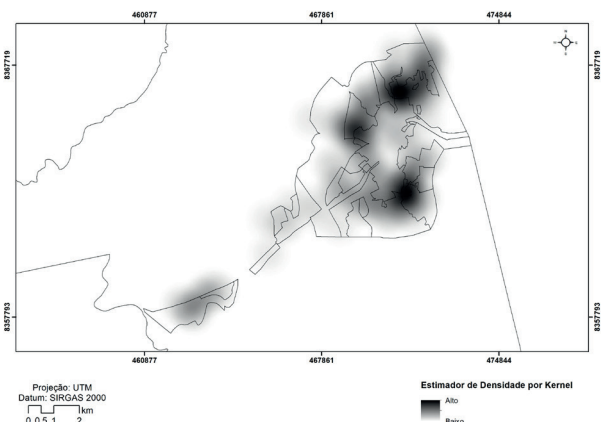 460877 467861 474844
8367719 8367719
8357793 8357793
460877 467861 474844
Projeção: UTM
Datum: SIRGAS 2000
km
0 0.5 1 2
Estimador de Densidade por Kernel
Alto
Baixo